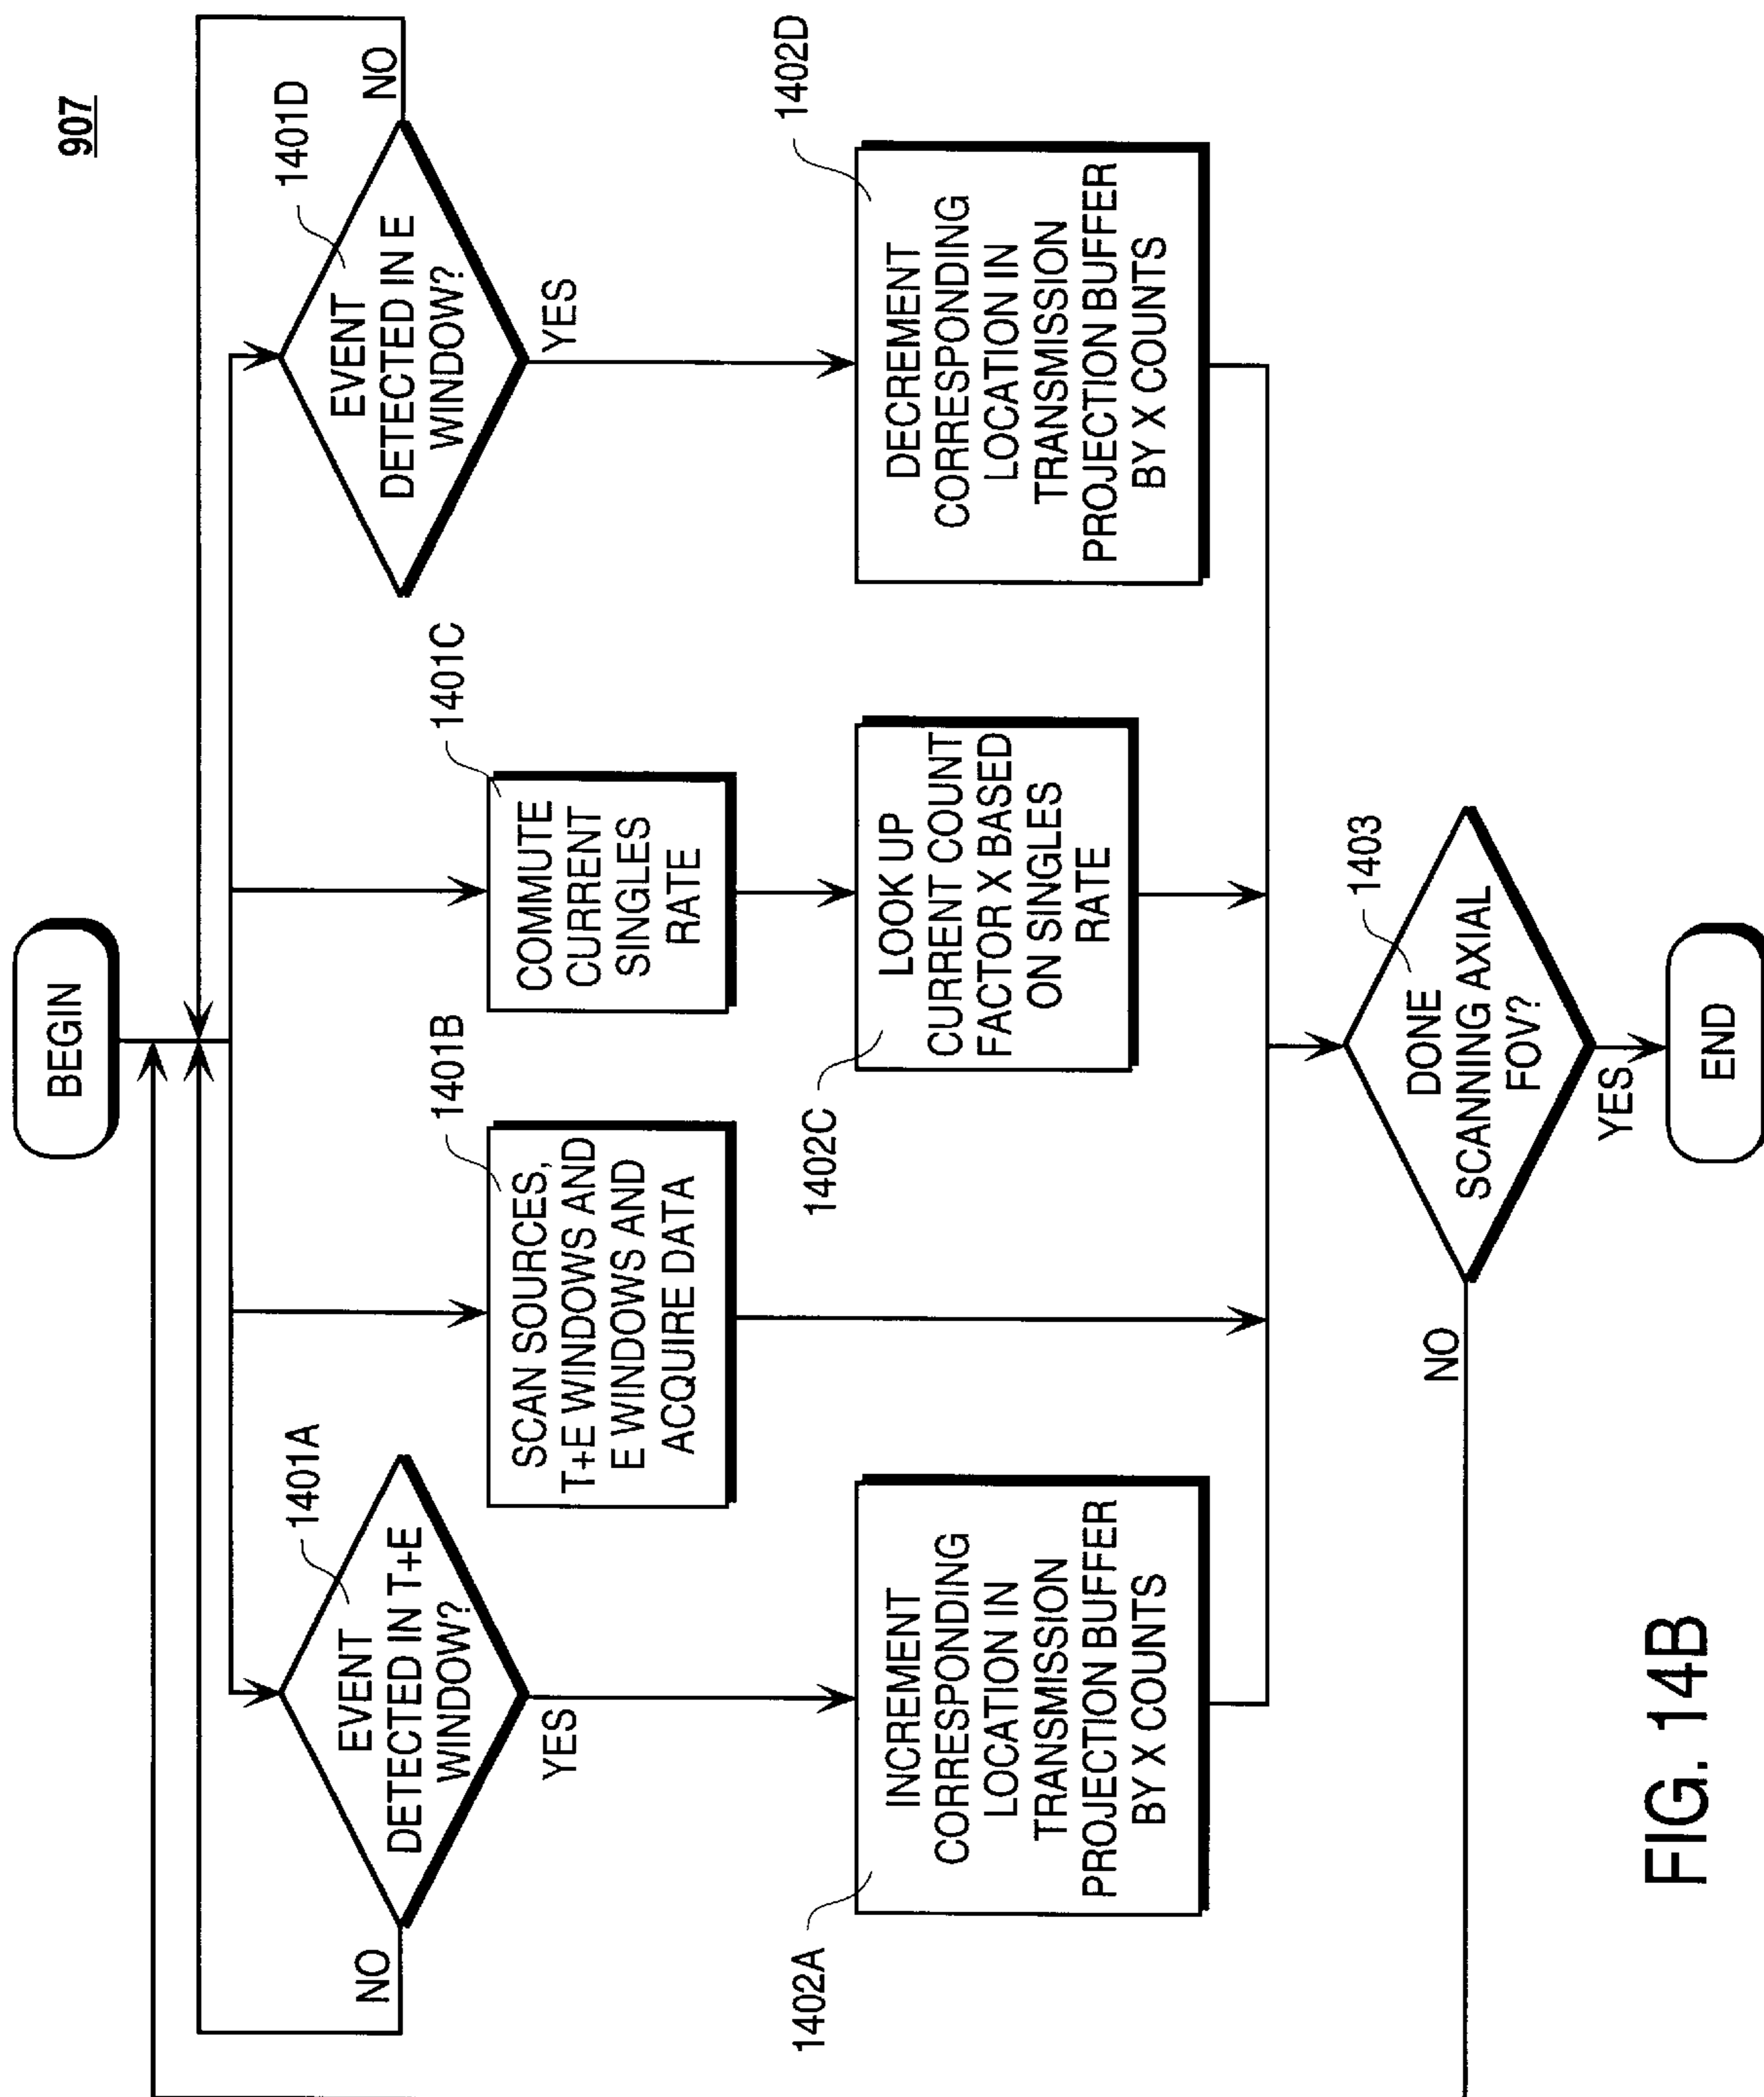 907
BEGIN
1401A
EVENT
DETECTED IN T+E
WINDOW?
NO
YES
1401B
SCAN SOURCES,
T+E WINDOWS AND
E WINDOWS AND
ACQUIRE DATA
1401C
COMMUTE
CURRENT
SINGLES
RATE
1401D
EVENT
DETECTED IN E
WINDOW?
NO
YES
1402A
INCREMENT
CORRESPONDING
LOCATION IN
TRANSMISSION
PROJECTION BUFFER
BY X COUNTS
1402C
LOOK UP
CURRENT COUNT
FACTOR X BASED
ON SINGLES
RATE
1402D
DECREMENT
CORRESPONDING
LOCATION IN
TRANSMISSION
PROJECTION BUFFER
BY X COUNTS
1403
DONE
SCANNING AXIAL
FOV?
NO
YES
END
FIG. 14B